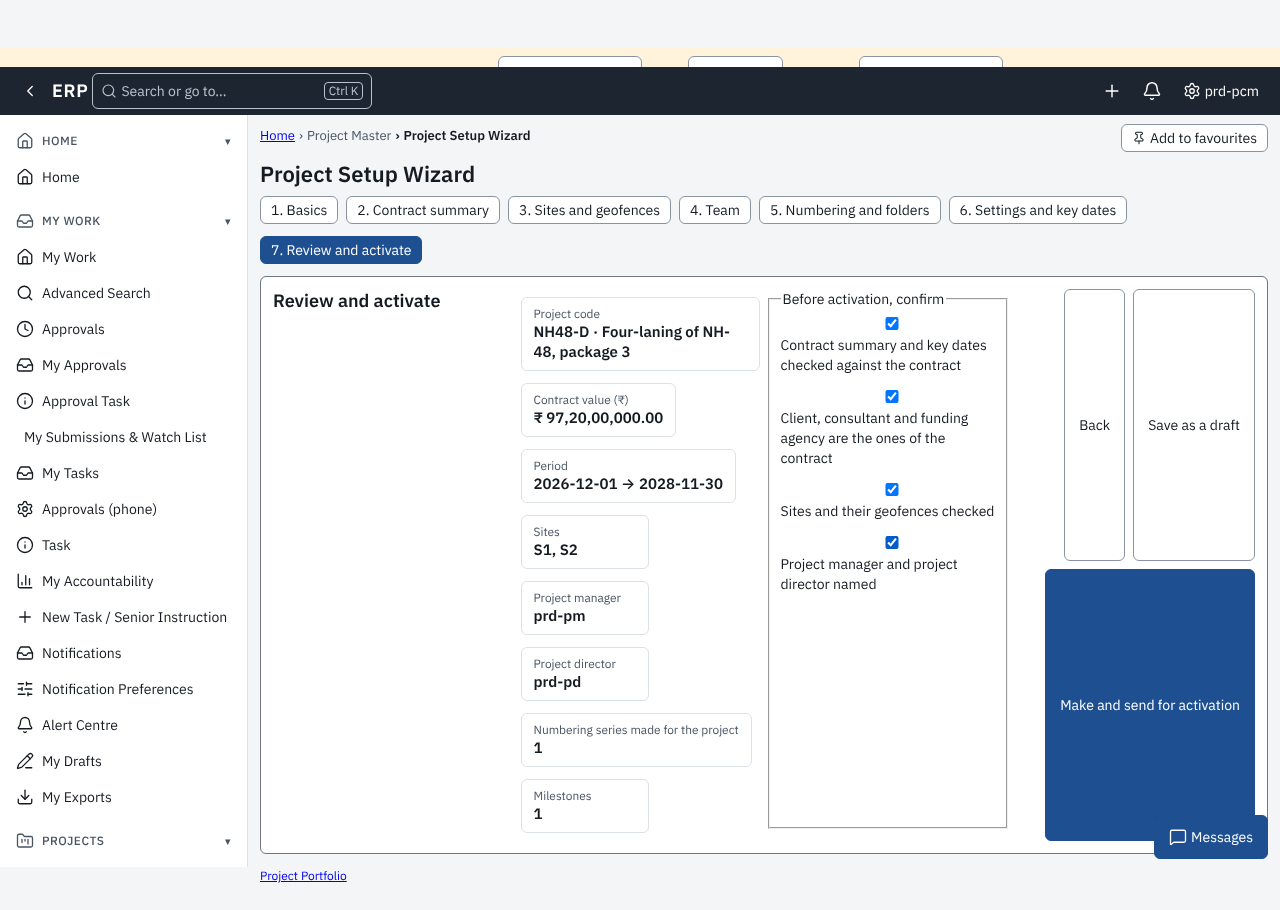 ERP
Search or go to...
Ctrl K
prd-pcm
HOME
Home
MY WORK
My Work
Advanced Search
Approvals
My Approvals
Approval Task
My Submissions & Watch List
My Tasks
Approvals (phone)
Task
My Accountability
New Task / Senior Instruction
Notifications
Notification Preferences
Alert Centre
My Drafts
My Exports
PROJECTS
Home › Project Master › Project Setup Wizard
Add to favourites
Project Setup Wizard
1. Basics
2. Contract summary
3. Sites and geofences
4. Team
5. Numbering and folders
6. Settings and key dates
7. Review and activate
Review and activate
Project code
NH48-D · Four-laning of NH-
48, package 3
Contract value (₹)
₹ 97,20,00,000.00
Period
2026-12-01 → 2028-11-30
Sites
S1, S2
Project manager
prd-pm
Project director
prd-pd
Numbering series made for the project
1
Milestones
1
Before activation, confirm
Contract summary and key dates
checked against the contract
Client, consultant and funding
agency are the ones of the
contract
Sites and their geofences checked
Project manager and project
director named
Back
Save as a draft
Make and send for activation
Messages
Project Portfolio